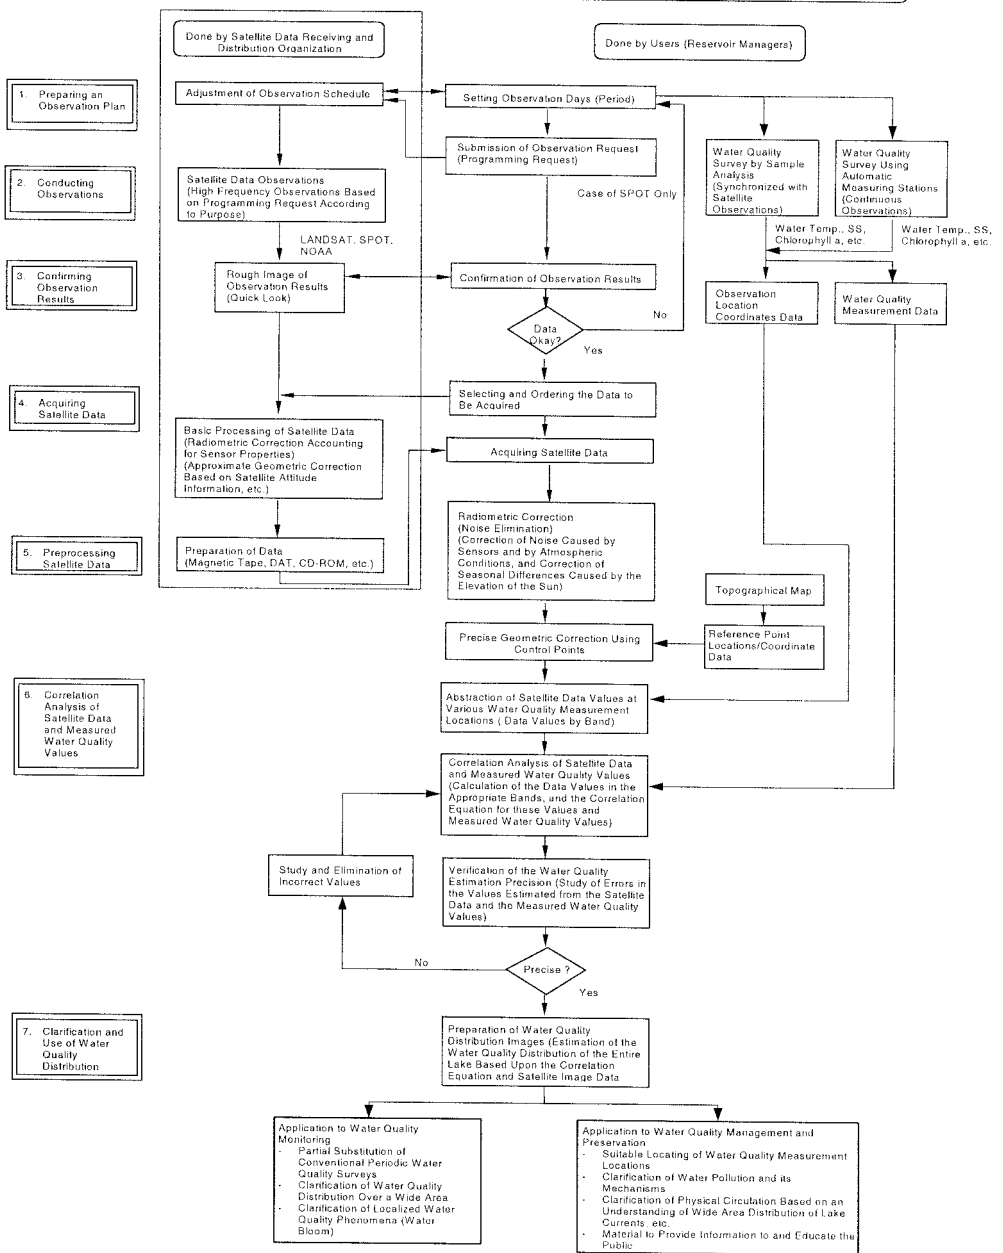 Done by Satellite Data Receiving and
Distribution Organization
Done by Users (Reservoir Managers)
1. Preparing an
Observation Plan
Adjustment of Observation Schedule
Setting Observation Days (Period)
Submission of Observation Request
(Programming Request)
Water Quality
Survey by Sample
Analysis
(Synchronized with
Satellite
Observations)
Water Quality
Survey Using
Automatic
Measuring Stations
(Continuous
Observations)
2. Conducting
Observations
Satellite Data Observations
(High Frequency Observations Based
on Programming Request According
to Purpose)
Case of SPOT Only
Water Temp., SS,
Chlorophyll a, etc.
Water Temp., SS,
Chlorophyll a, etc.
LANDSAT, SPOT,
NOAA
3. Confirming
Observation
Results
Rough Image of
Observation Results
(Quick Look)
Confirmation of Observation Results
Observation
Location
Coordinates Data
Water Quality
Measurement Data
Data
Okay?
No
Yes
4. Acquiring
Satellite Data
Selecting and Ordering the Data to
Be Acquired
Basic Processing of Satellite Data
(Radiometric Correction Accounting
for Sensor Properties)
(Approximate Geometric Correction
Based on Satellite Attitude
Information, etc.)
Acquiring Satellite Data
5. Preprocessing
Satellite Data
Preparation of Data
(Magnetic Tape, DAT, CD-ROM, etc.)
Radiometric Correction
(Noise Elimination)
(Correction of Noise Caused by
Sensors and by Atmospheric
Conditions, and Correction of
Seasonal Differences Caused by the
Elevation of the Sun)
Topographical Map
Precise Geometric Correction Using
Control Points
Reference Point
Locations/Coordinate
Data
6. Correlation
Analysis of
Satellite Data
and Measured
Water Quality
Values
Abstraction of Satellite Data Values at
Various Water Quality Measurement
Locations ( Data Values by Band)
Correlation Analysis of Satellite Data
and Measured Water Quality Values
(Calculation of the Data Values in the
Appropriate Bands, and the Correlation
Equation for these Values and
Measured Water Quality Values)
Study and Elimination of
Incorrect Values
Verification of the Water Quality
Estimation Precision (Study of Errors in
the Values Estimated from the Satellite
Data and the Measured Water Quality
Values)
No
Precise ?
Yes
7. Clarification and
Use of Water
Quality
Distribution
Preparation of Water Quality
Distribution Images (Estimation of the
Water Quality Distribution of the Entire
Lake Based Upon the Correlation
Equation and Satellite Image Data
Application to Water Quality
Monitoring
- Partial Substitution of
Conventional Periodic Water
Quality Surveys
- Clarification of Water Quality
Distribution Over a Wide Area
- Clarification of Localized Water
Quality Phenomena (Water
Bloom)
Application to Water Quality Management and
Preservation
- Suitable Locating of Water Quality Measurement
Locations
- Clarification of Water Pollution and its
Mechanisms
- Clarification of Physical Circulation Based on an
Understanding of Wide Area Distribution of Lake
Currents, etc.
- Material to Provide Information to and Educate the
Public